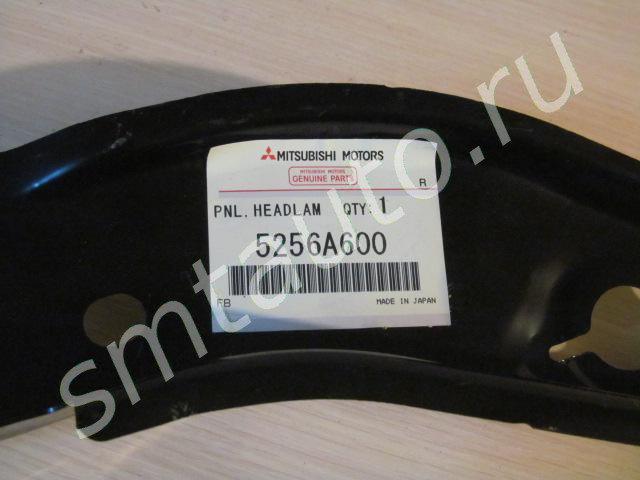 MITSUBISHI MOTORS
MITSUBISHI MOTORS
GENUINE PARTS
R
PNL, HEADLAM QTY: 1
5256A600
FB
MADE IN JAPAN
smtauto.ru